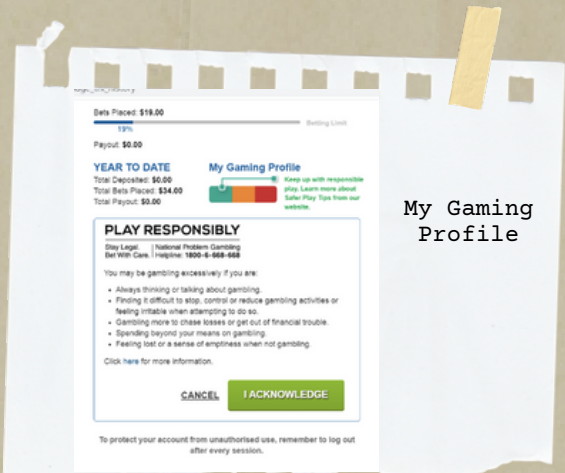 Bets Placed: $19.00
Betting Limit
19%
Payout: $0.00
YEAR TO DATE
Total Deposited: $0.00
Total Bets Placed: $34.00
Total Payout: $0.00
My Gaming Profile
Keep up with responsible
play. Learn more about
Safer Play Tips from our
website.
PLAY RESPONSIBLY
Stay Legal.
Bet With Care.
National Problem Gambling
Helpline: 1800-6-668-668
You may be gambling excessively if you are:
• Always thinking or talking about gambling.
• Finding it difficult to stop, control or reduce gambling activities or
feeling irritable when attempting to do so.
• Gambling more to chase losses or get out of financial trouble.
• Spending beyond your means on gambling.
• Feeling lost or a sense of emptiness when not gambling.
Click here for more information.
CANCEL
I ACKNOWLEDGE
To protect your account from unauthorised use, remember to log out
after every session.
My Gaming
Profile